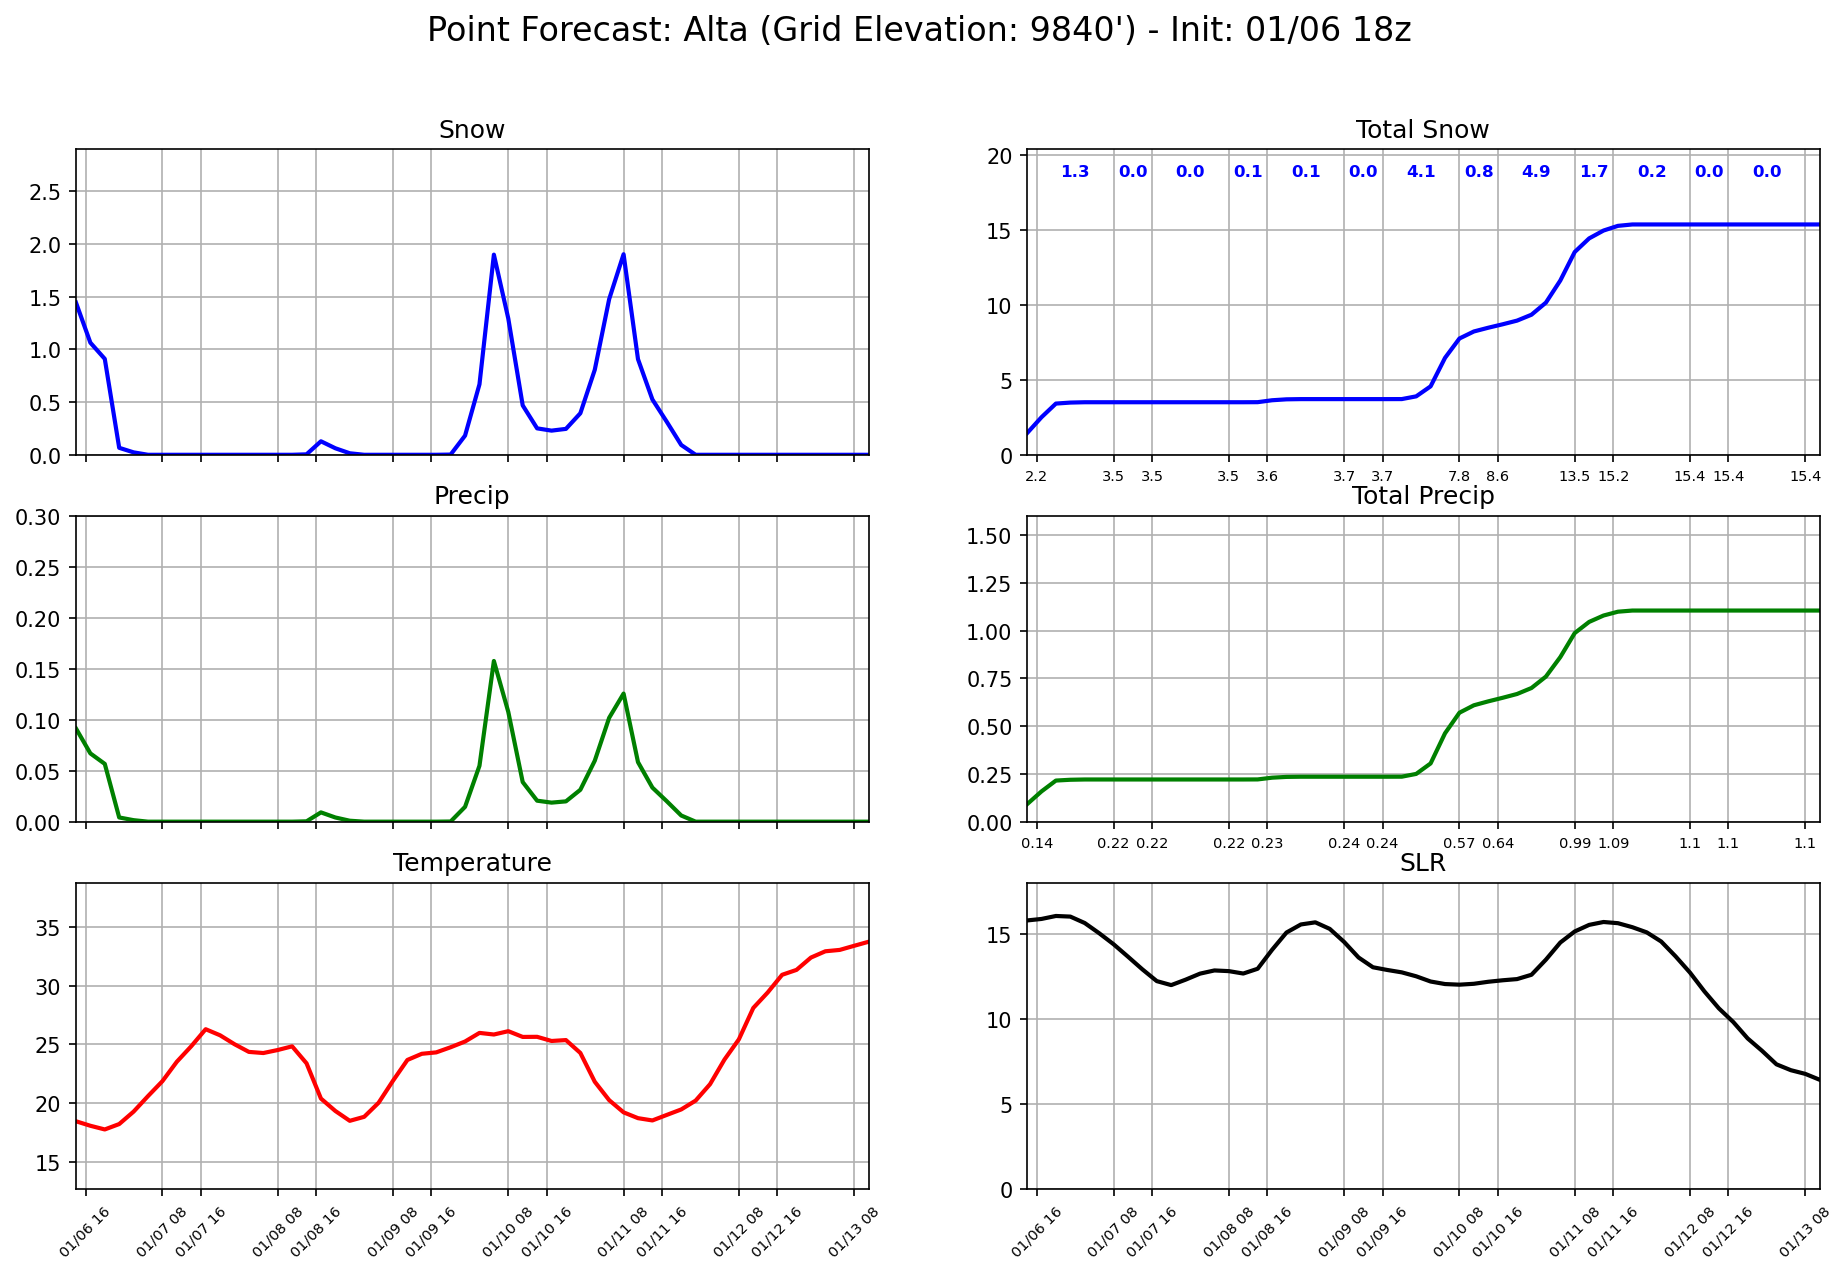 Point Forecast: Alta (Grid Elevation: 9840') - Init: 01/06 18z
Snow
2.5
2.0
1.5
1.0
0.5
0.0
Total Snow
20
15
10
5
0
1.3 0.0 0.0 0.1 0.1 0.0 4.1 0.8 4.9 1.7 0.2 0.0 0.0
2.2 3.5 3.5 3.5 3.6 3.7 3.7 7.8 8.6 13.5 15.2 15.4 15.4 15.4
Precip
0.30
0.25
0.20
0.15
0.10
0.05
0.00
Total Precip
1.50
1.25
1.00
0.75
0.50
0.25
0.00
0.14 0.22 0.22 0.22 0.23 0.24 0.24 0.57 0.64 0.99 1.09 1.1 1.1 1.1
Temperature
35
30
25
20
15
01/06 16 01/07 08 01/07 16 01/08 08 01/08 16 01/09 08 01/09 16 01/10 08 01/10 16 01/11 08 01/11 16 01/12 08 01/12 16 01/13 08
SLR
15
10
5
0
01/06 16 01/07 08 01/07 16 01/08 08 01/08 16 01/09 08 01/09 16 01/10 08 01/10 16 01/11 08 01/11 16 01/12 08 01/12 16 01/13 08